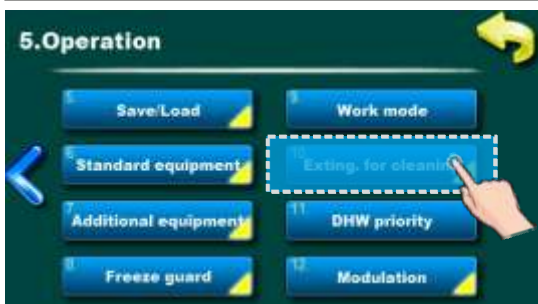 5.Operation
5 Save/Load
9 Work mode
6 Standard equipment
10 Exting. for cleaning
7 Additional equipment
11 DHW priority
8 Freeze guard
12 Modulation